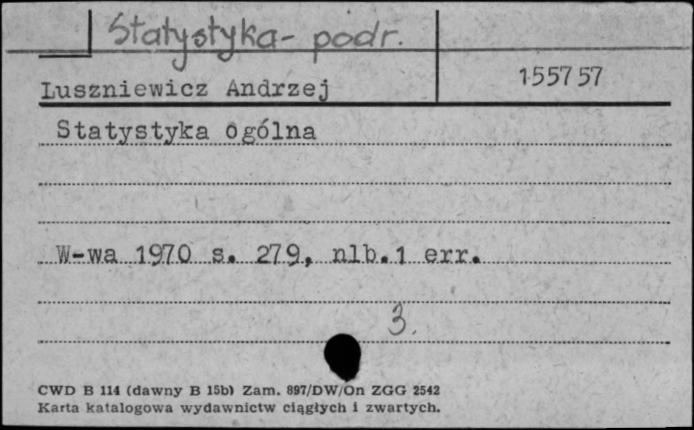 Statystyka - podr.
Luszniewicz Andrzej
155757
Statystyka ogólna
W-wa 1970 s. 279, nlb.1 err.
3.
CWD B 114 (dawny B 15b) Zam. 897/DW/On ZGG 2542
Karta katalogowa wydawnictw ciągłych i zwartych.